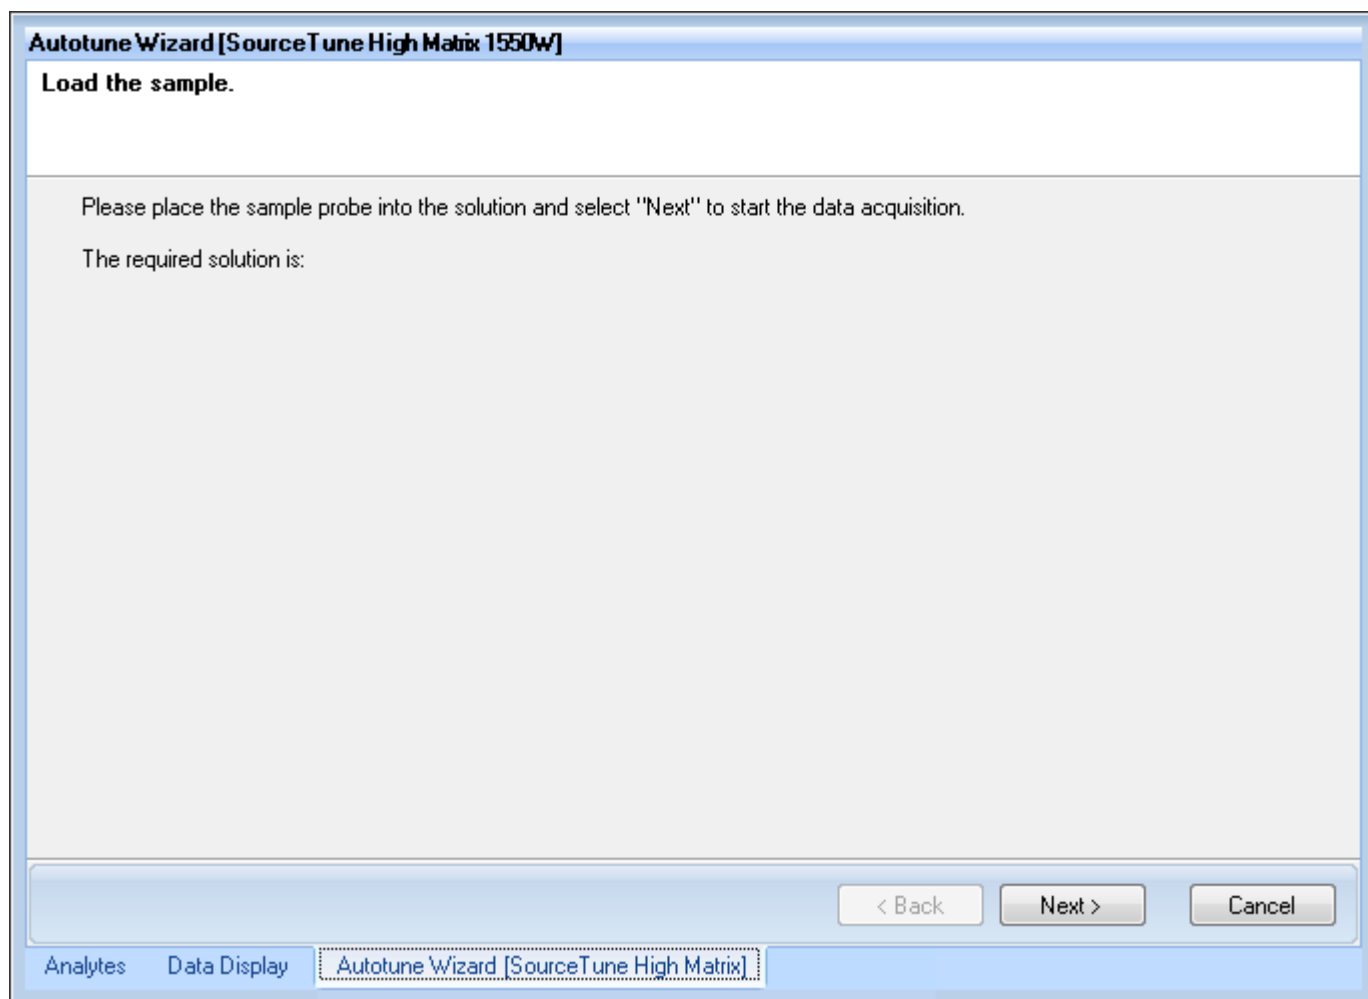 Autotune Wizard [SourceTune High Matrix 1550W]
Load the sample.
Please place the sample probe into the solution and select "Next" to start the data acquisition.
The required solution is:
< Back
Next >
Cancel
Analytes
Data Display
Autotune Wizard [SourceTune High Matrix]